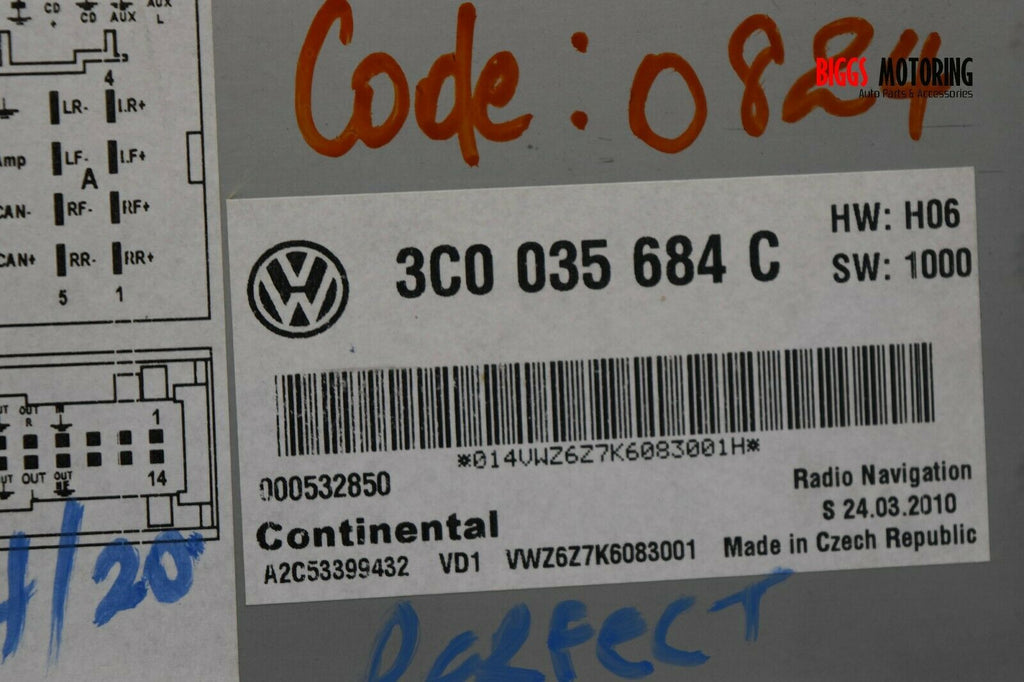 CD + CD AUX AUX L
Code: 0824
BIGGS MOTORING
Auto Parts & Accessories
4
LR- LR+
Amp LF- LF+
A
CAN- RF- RF+
CAN+ RR- RR+
5 1
HW: H06
3C0 035 684 C
SW: 1000
*014VWZ6Z7K6083001H*
OUT R IN 1
OUT OUT 14
000532850
Radio Navigation
S 24.03.2010
Continental
Made in Czech Republic
A2C53399432 VD1 VWZ6Z7K6083001
/20
PERFECT